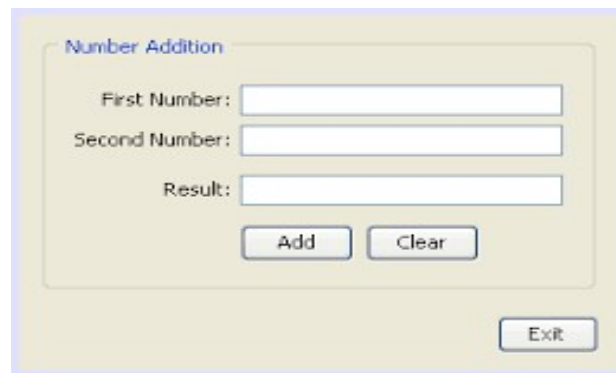 Number Addition
First Number:
Second Number:
Result:
Add Clear
Exit